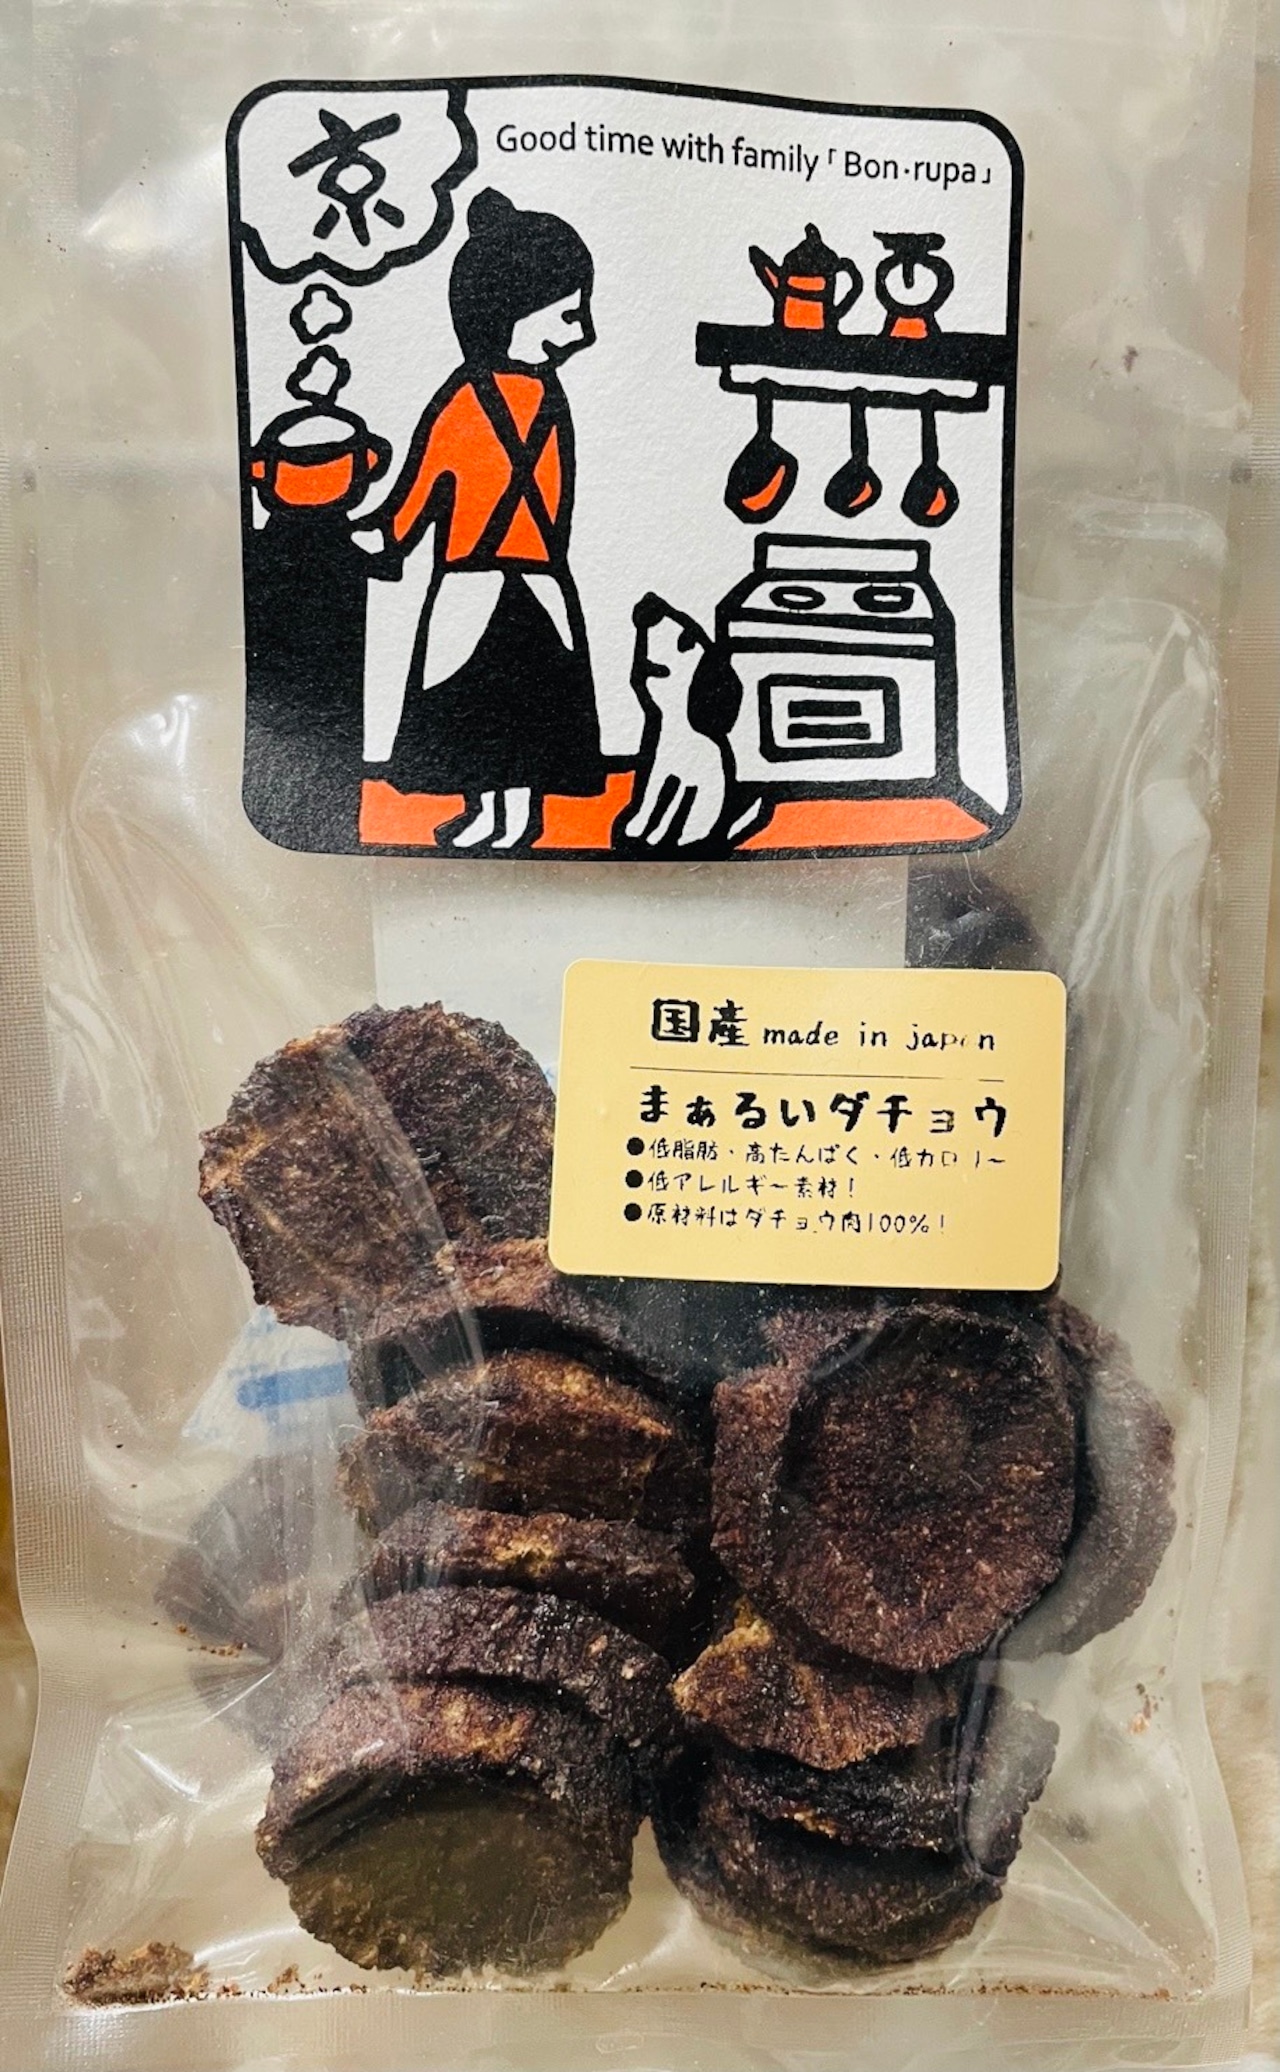 京
Good time with family「Bon·rupa」
国産 made in japan
まぁるいダチョウ
●低脂肪・高たんぱく・低カロリー
●低アレルギー素材！
●原材料はダチョウ肉100%！